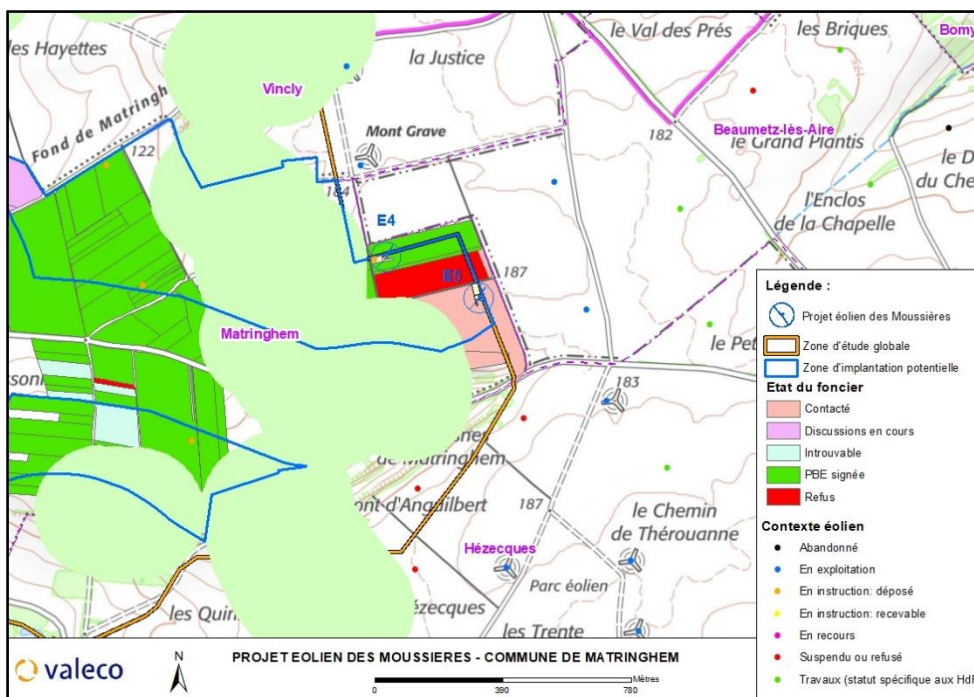 les Hayettes
Fond de Matringh
122
Vincly
la Justice
le Val des Prés
les Briques
Bomy
175
Mont Grave
182
Beaumetz-lès-Aire
le Grand Plantis
le D
du Che
184
l'Enclos
de la Chapelle
E4
187
E5
Matringhem
le Pet
183
de Matringhem
ont d'Anguilbert
187
le Chemin
de Thérouanne
Hézecques
Parc éolien
les Quin
ézecques
les Trente
Légende :
Projet éolien des Moussières
Zone d'étude globale
Zone d'implantation potentielle
Etat du foncier
Contacté
Discussions en cours
Introuvable
PBE signée
Refus
Contexte éolien
Abandonné
En exploitation
En instruction: déposé
En instruction: recevable
En recours
Suspendu ou refusé
Travaux (statut spécifique aux Hdf
valeco
N
PROJET EOLIEN DES MOUSSIERES - COMMUNE DE MATRINGHEM
Mètres
0 390 780